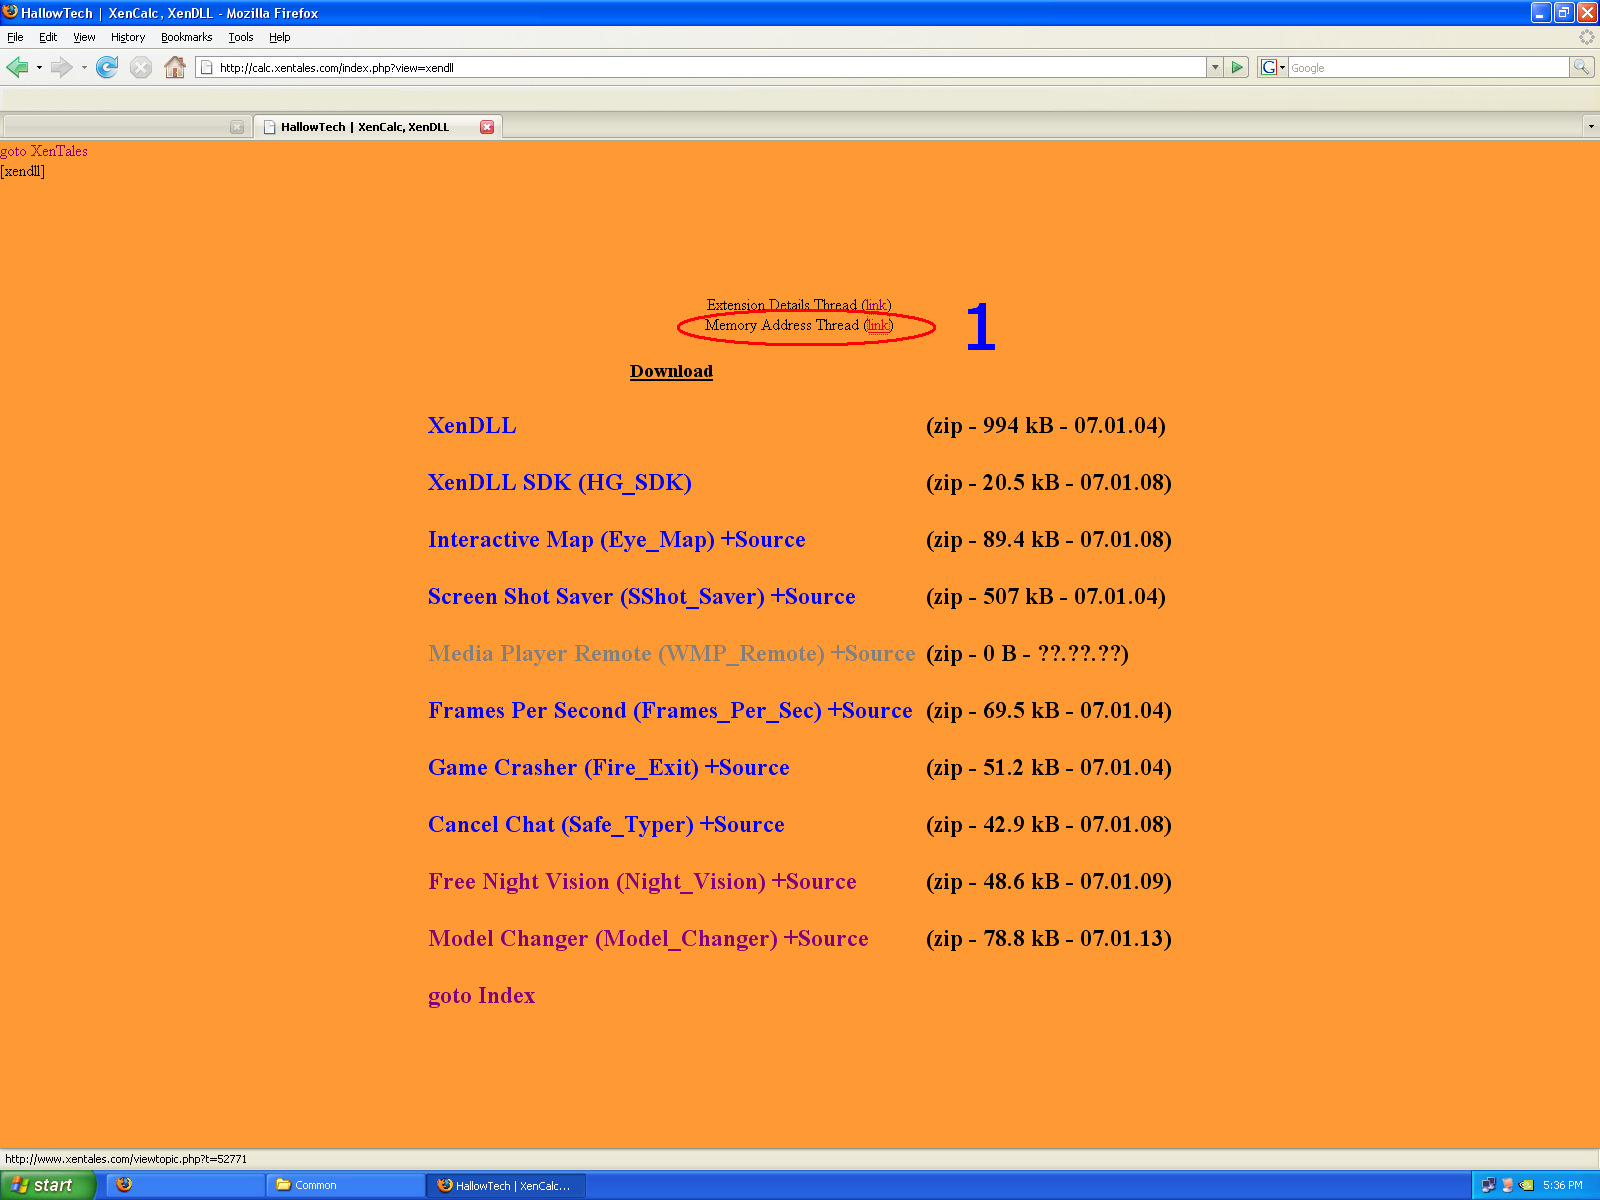 HallowTech | XenCalc, XenDLL - Mozilla Firefox
File Edit View History Bookmarks Tools Help
http://calc.xentales.com/index.php?view=xendll
G Google
HallowTech | XenCalc, XenDLL
goto XenTales
[xendll]
Extension Details Thread (link)
Memory Address Thread (link)
1
Download
XenDLL (zip - 994 kB - 07.01.04)
XenDLL SDK (HG_SDK) (zip - 20.5 kB - 07.01.08)
Interactive Map (Eye_Map) +Source (zip - 89.4 kB - 07.01.08)
Screen Shot Saver (SShot_Saver) +Source (zip - 507 kB - 07.01.04)
Media Player Remote (WMP_Remote) +Source (zip - 0 B - ??.??.??)
Frames Per Second (Frames_Per_Sec) +Source (zip - 69.5 kB - 07.01.04)
Game Crasher (Fire_Exit) +Source (zip - 51.2 kB - 07.01.04)
Cancel Chat (Safe_Typer) +Source (zip - 42.9 kB - 07.01.08)
Free Night Vision (Night_Vision) +Source (zip - 48.6 kB - 07.01.09)
Model Changer (Model_Changer) +Source (zip - 78.8 kB - 07.01.13)
goto Index
http://www.xentales.com/viewtopic.php?t=52771
start Common HallowTech | XenCalc... 5:36 PM